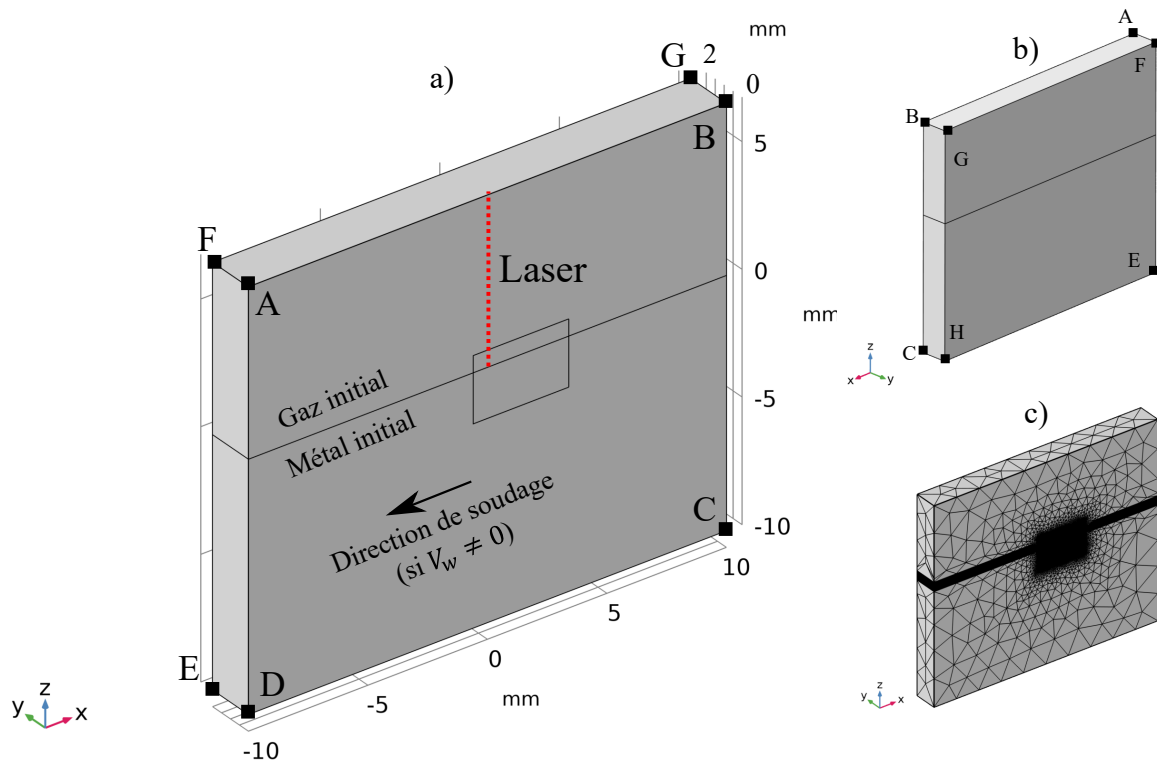 a)
mm
G
2
0
B
5
F
A
Laser
0
mm
Gaz initial
Métal initial
-5
Direction de soudage
(si V_w ≠ 0)
C
-10
10
E
D
5
0
mm
-5
-10
z
y
x
b)
A
F
B
G
E
H
C
z
x
y
c)
z
y
x